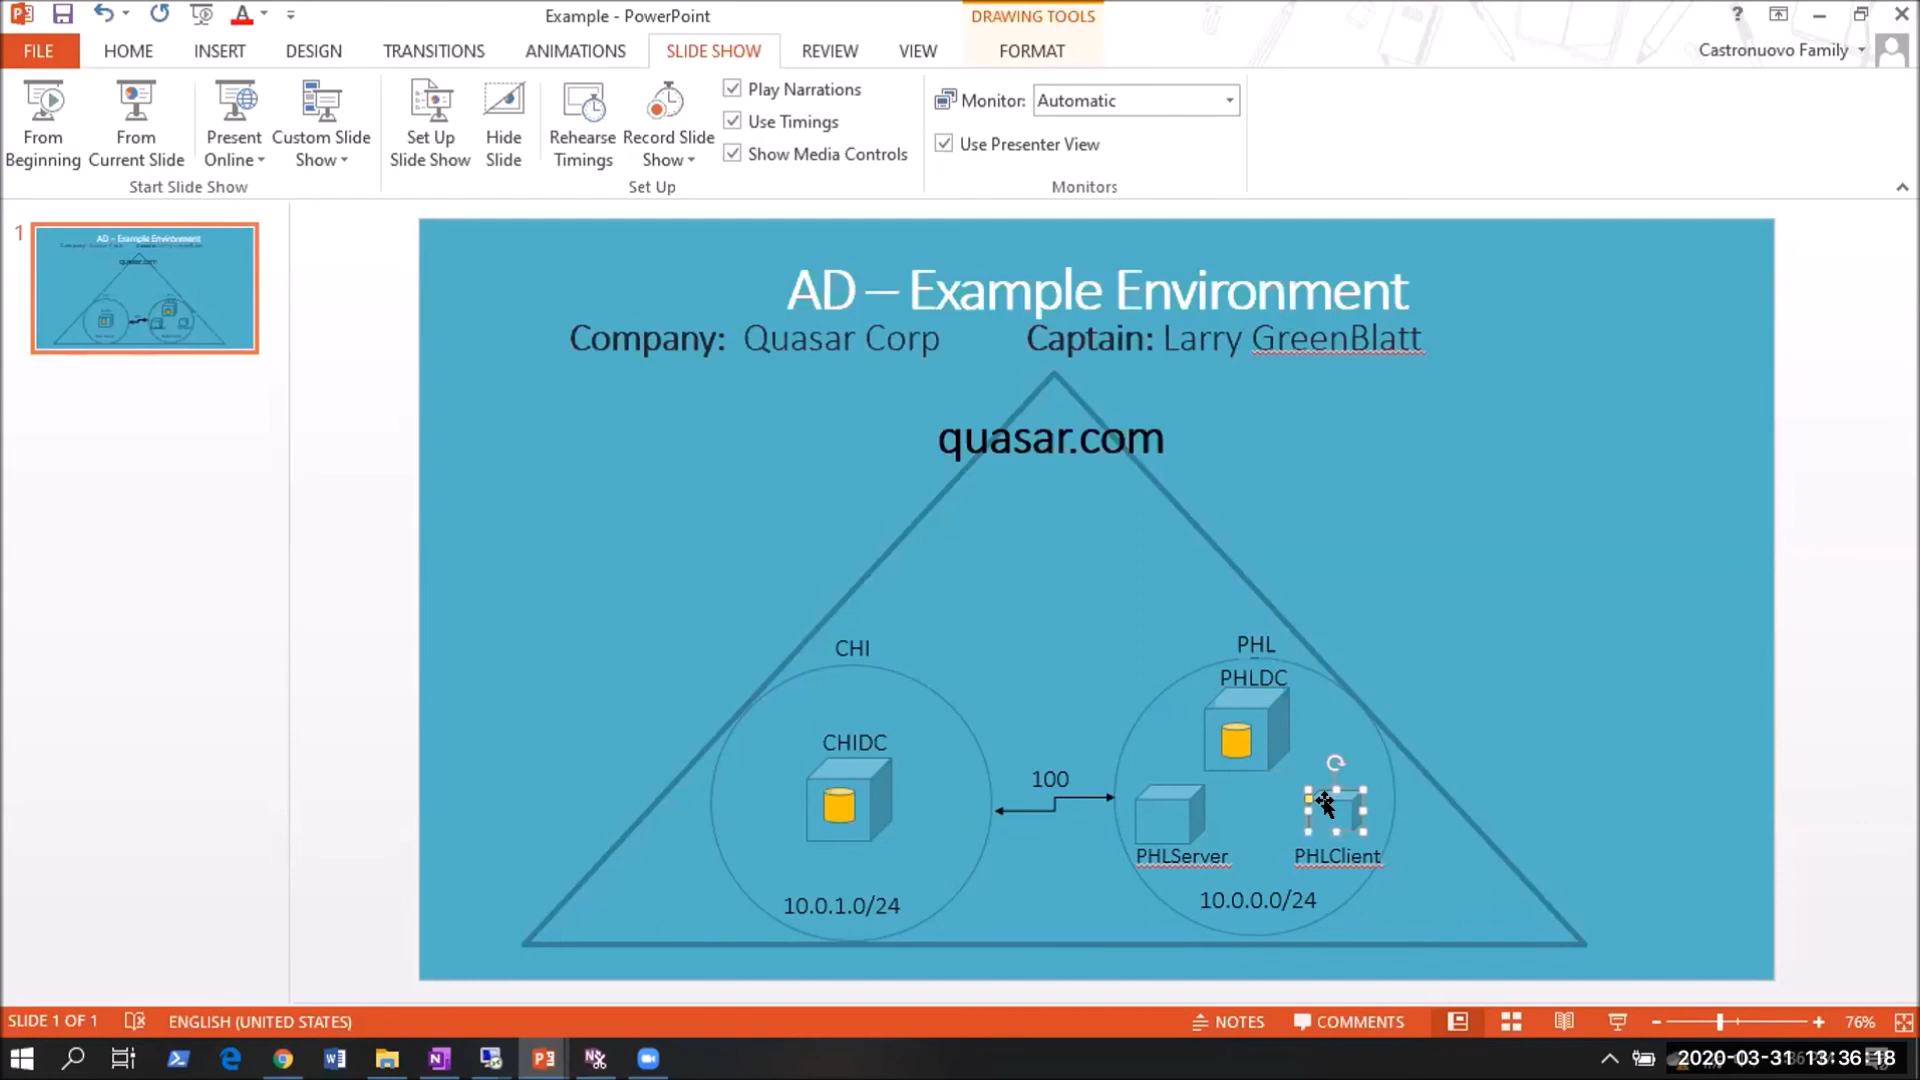 Example - PowerPoint
DRAWING TOOLS
?
FILE HOME INSERT DESIGN TRANSITIONS ANIMATIONS SLIDE SHOW REVIEW VIEW FORMAT
Castronuovo Family
From Beginning
From Current Slide
Present Online
Custom Slide Show
Set Up Slide Show
Hide Slide
Rehearse Timings
Record Slide Show
Play Narrations
Use Timings
Show Media Controls
Monitor: Automatic
Use Presenter View
Start Slide Show
Set Up
Monitors
1
AD – Example Environment
quasar.com
AD – Example Environment
Company: Quasar Corp Captain: Larry GreenBlatt
quasar.com
CHI
CHIDC
10.0.1.0/24
100
PHL
PHLDC
PHLServer
PHLClient
10.0.0.0/24
SLIDE 1 OF 1
ENGLISH (UNITED STATES)
NOTES
COMMENTS
76%
2020-03-31 13:36:18